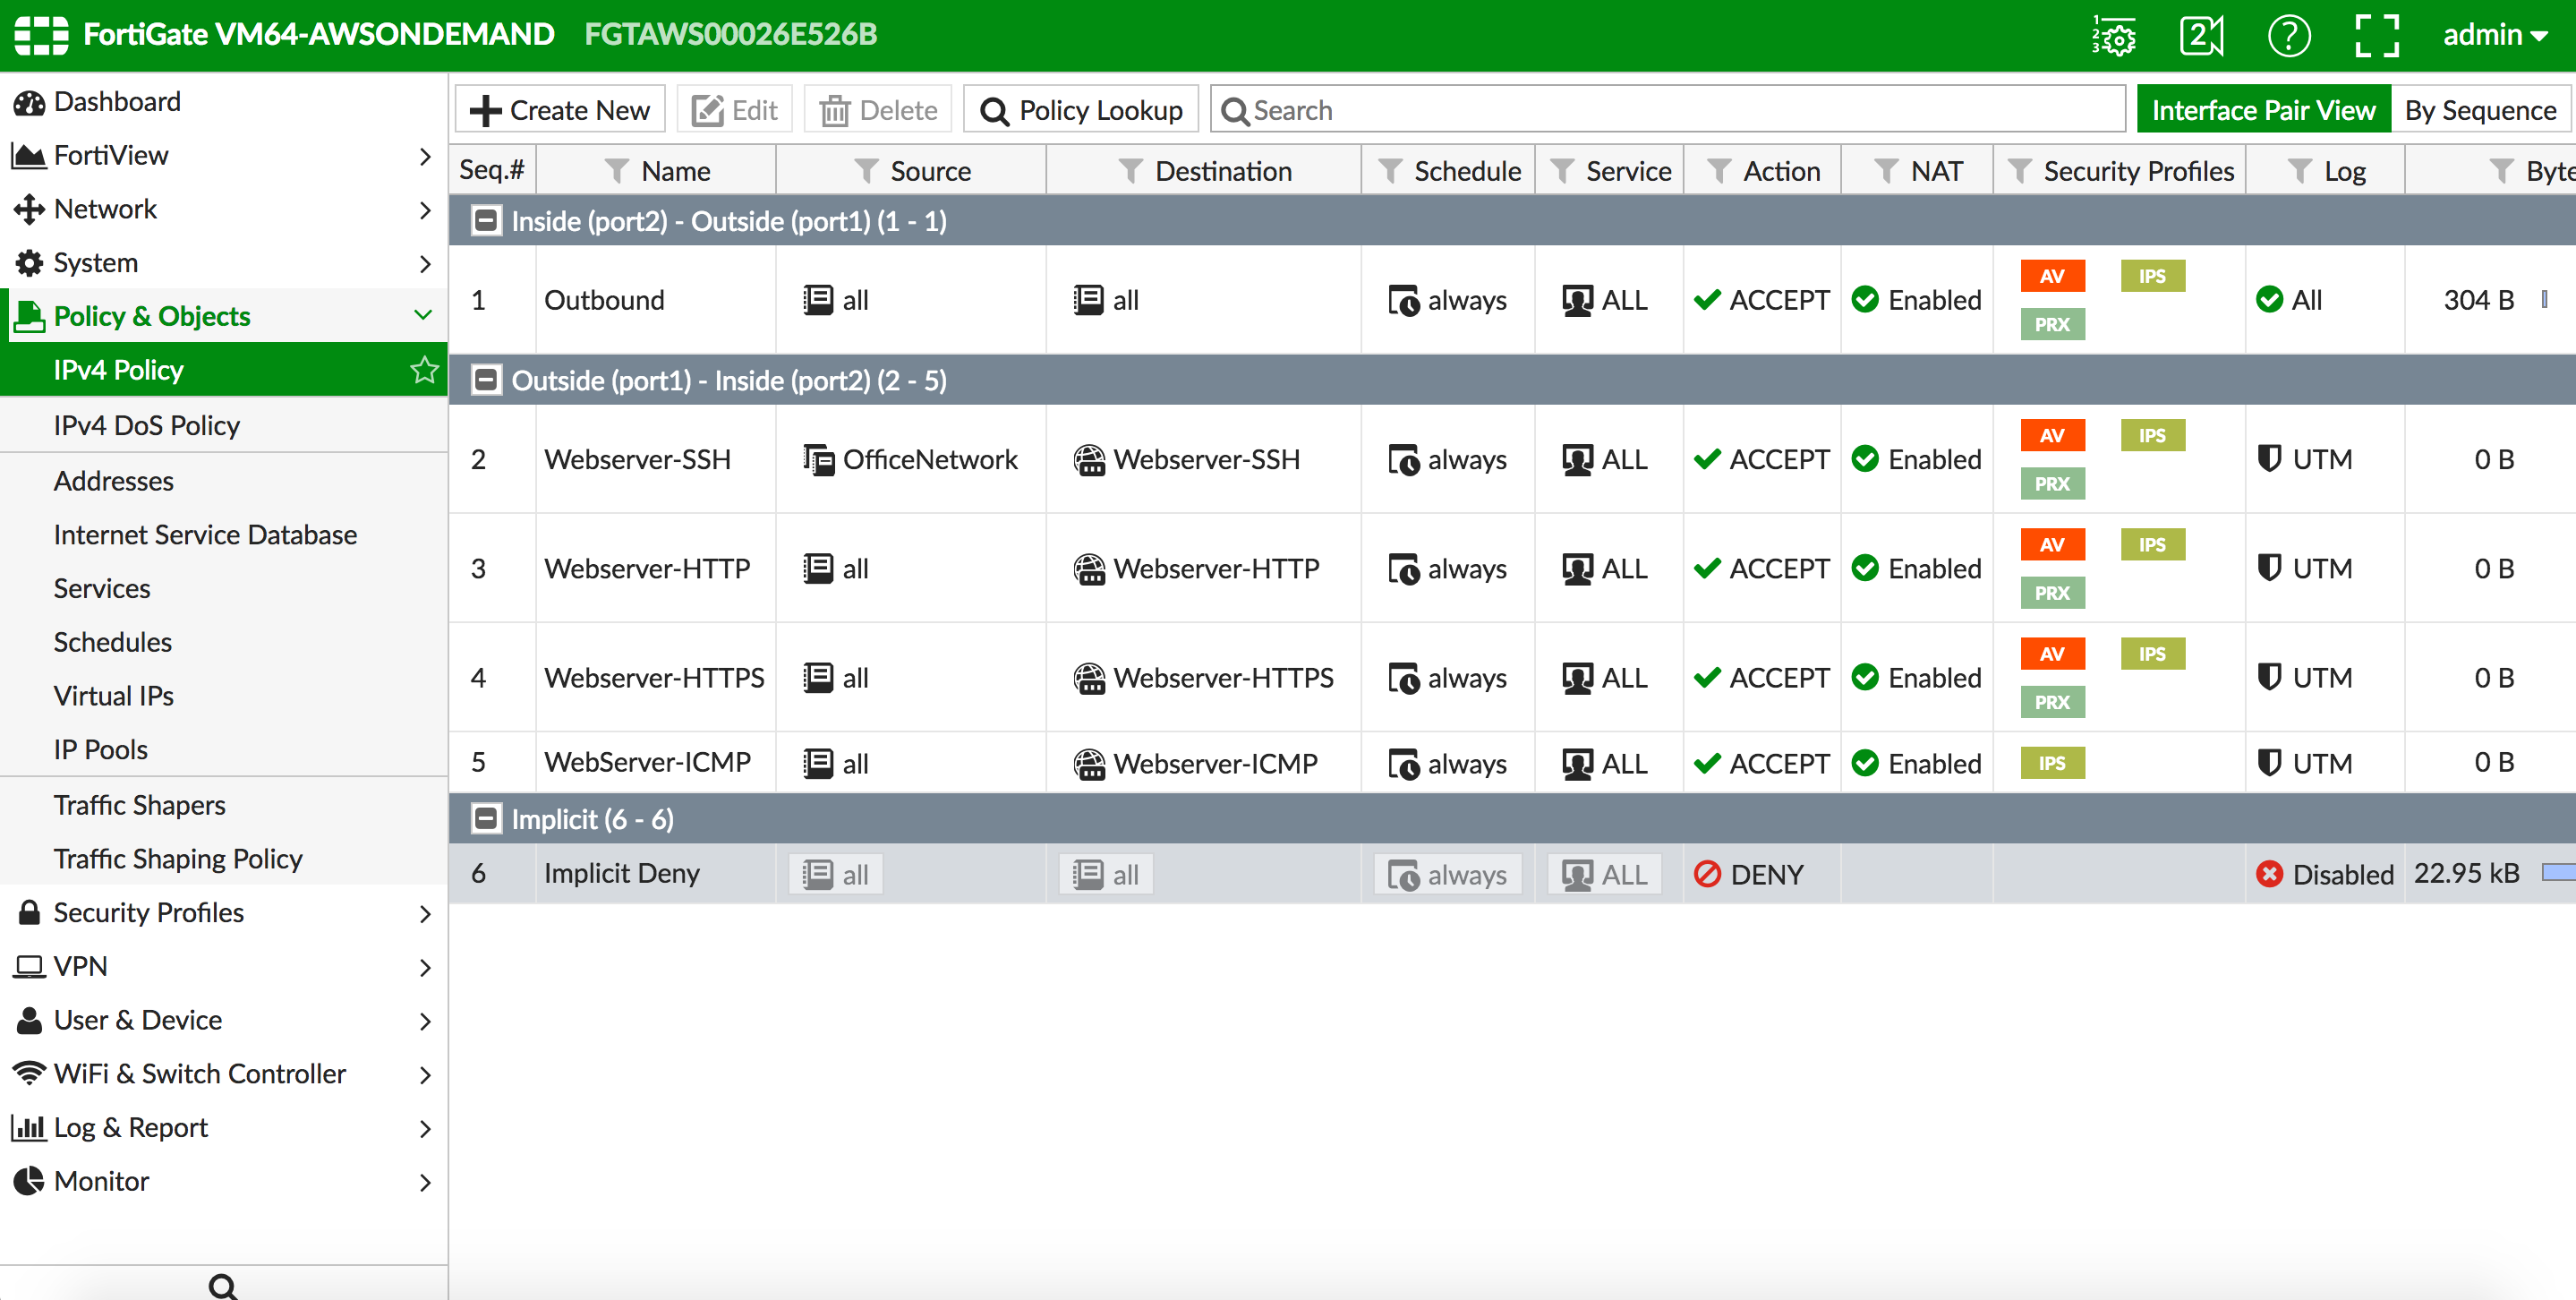 FortiGate VM64-AWSONDEMAND FGTAWS00026E526B 1 2 3 2 ? admin
Dashboard
FortiView
Network
System
Policy & Objects
IPv4 Policy
IPv4 DoS Policy
Addresses
Internet Service Database
Services
Schedules
Virtual IPs
IP Pools
Traffic Shapers
Traffic Shaping Policy
Security Profiles
VPN
User & Device
WiFi & Switch Controller
Log & Report
Monitor
Create New Edit Delete Policy Lookup Search Interface Pair View By Sequence
Seq.# Name Source Destination Schedule Service Action NAT Security Profiles Log Byte
Inside (port2) - Outside (port1) (1 - 1)
1 Outbound all all always ALL ACCEPT Enabled AV IPS PRX All 304 B
Outside (port1) - Inside (port2) (2 - 5)
2 Webserver-SSH OfficeNetwork Webserver-SSH always ALL ACCEPT Enabled AV IPS PRX UTM 0 B
3 Webserver-HTTP all Webserver-HTTP always ALL ACCEPT Enabled AV IPS PRX UTM 0 B
4 Webserver-HTTPS all Webserver-HTTPS always ALL ACCEPT Enabled AV IPS PRX UTM 0 B
5 WebServer-ICMP all Webserver-ICMP always ALL ACCEPT Enabled IPS UTM 0 B
Implicit (6 - 6)
6 Implicit Deny all all always ALL DENY Disabled 22.95 kB